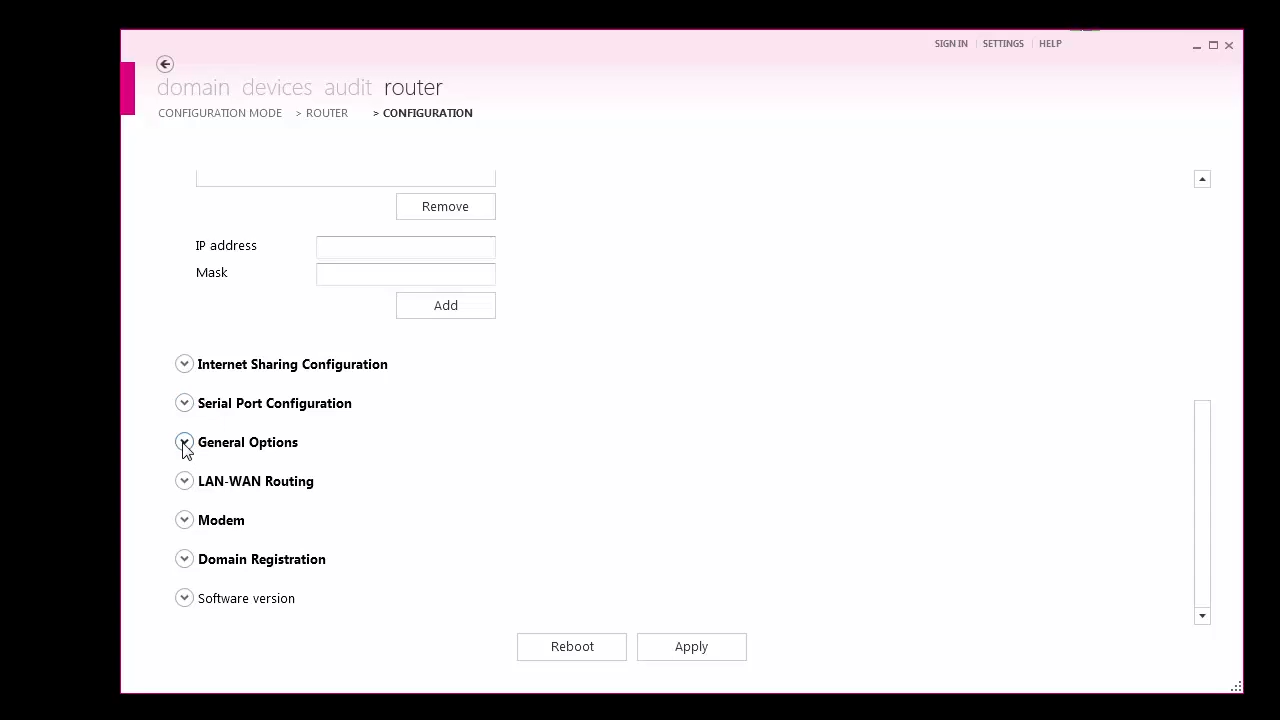 SIGN IN SETTINGS HELP
domain devices audit router
CONFIGURATION MODE > ROUTER > CONFIGURATION
Remove
IP address
Mask
Add
Internet Sharing Configuration
Serial Port Configuration
General Options
LAN-WAN Routing
Modem
Domain Registration
Software version
Reboot Apply